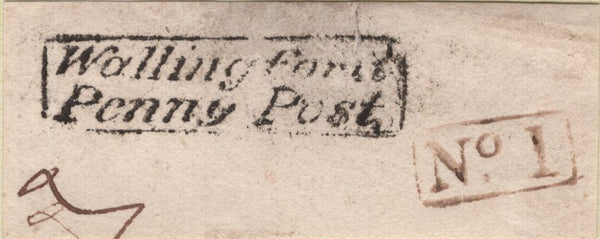 Wallingford
Penny Post
No. 1